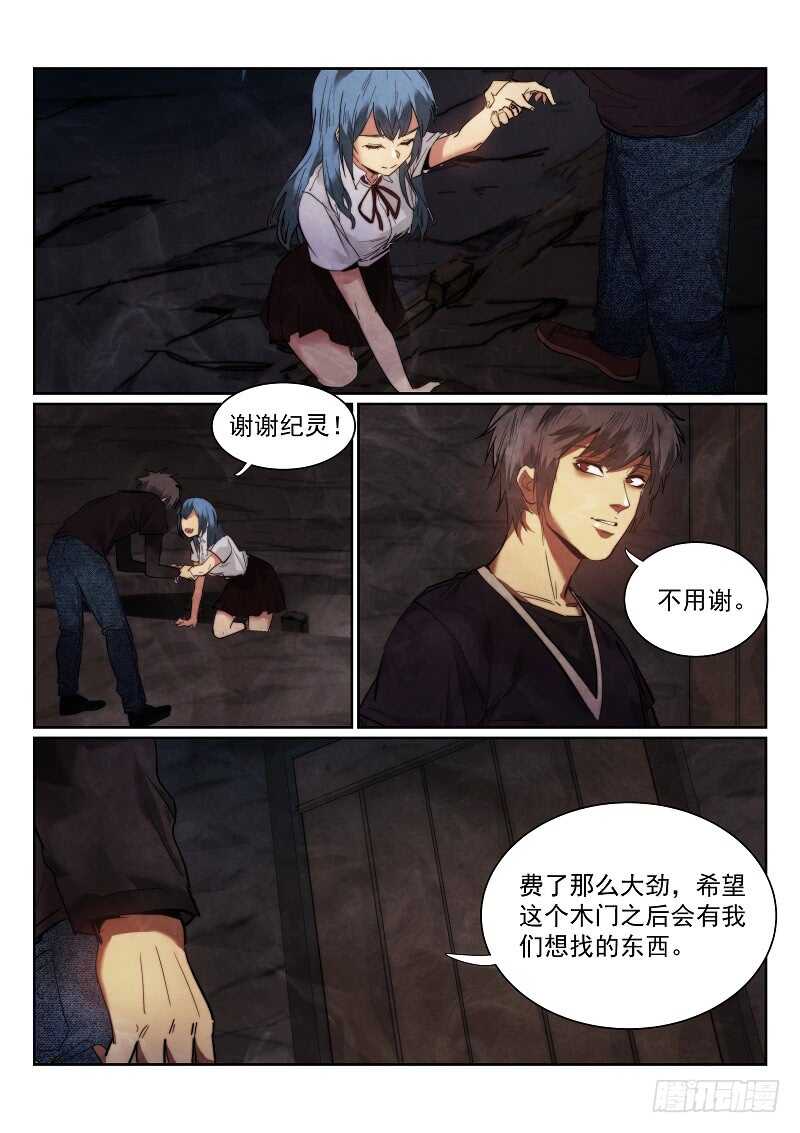 谢谢纪灵！
不用谢。
费了那么大劲，希望
这个木门之后会有我
们想找的东西。
腾讯动漫